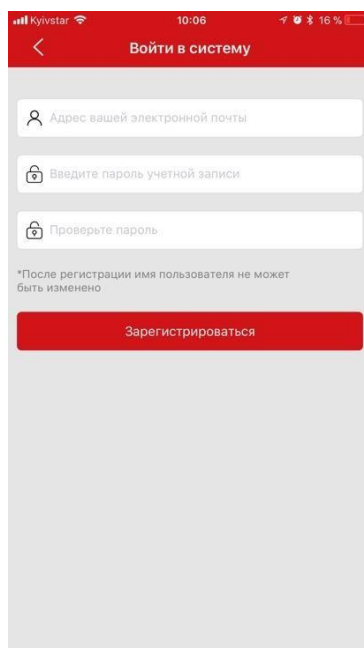 Kyivstar 10:06 16 %
Войти в систему
Адрес вашей электронной почты
Введите пароль учетной записи
Проверьте пароль
*После регистрации имя пользователя не может
быть изменено
Зарегистрироваться